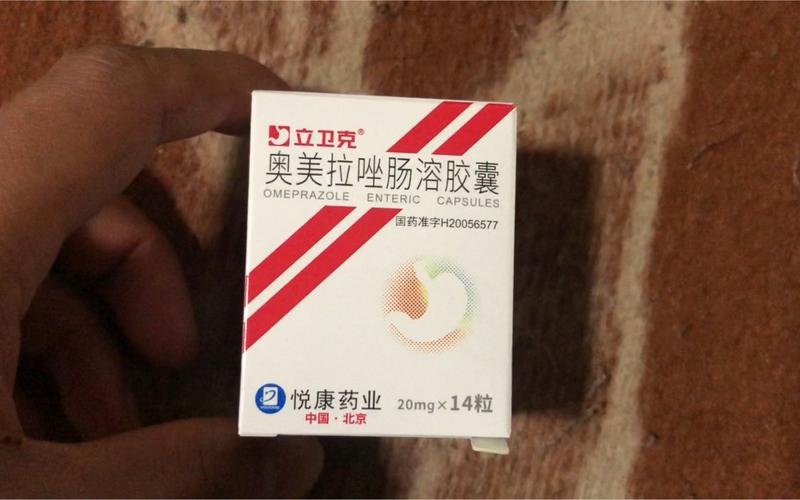 立卫克®
奥美拉唑肠溶胶囊
OMEPRAZOLE ENTERIC CAPSULES
国药准字H20056577
悦康药业
中国·北京
20mg×14粒